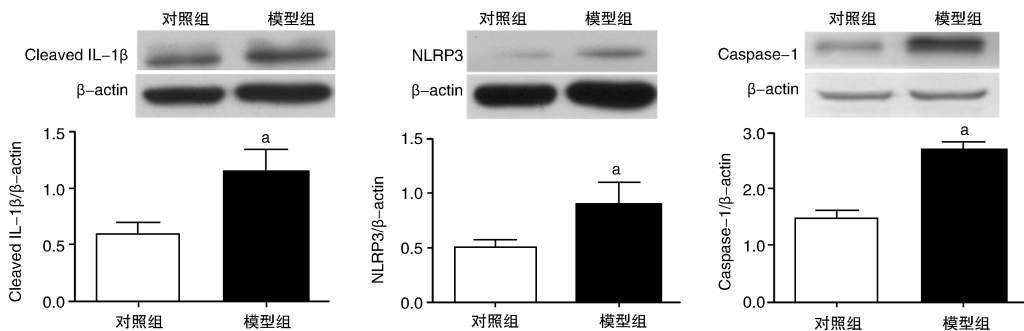 对照组 模型组
Cleaved IL-1β
β-actin
1.5
1.0
0.5
0.0
Cleaved IL-1β/β-actin
a
对照组 模型组
对照组 模型组
NLRP3
β-actin
1.5
1.0
0.5
0.0
NLRP3/β-actin
a
对照组 模型组
对照组 模型组
Caspase-1
β-actin
3.0
2.0
1.0
0.0
Caspase-1/β-actin
a
对照组 模型组